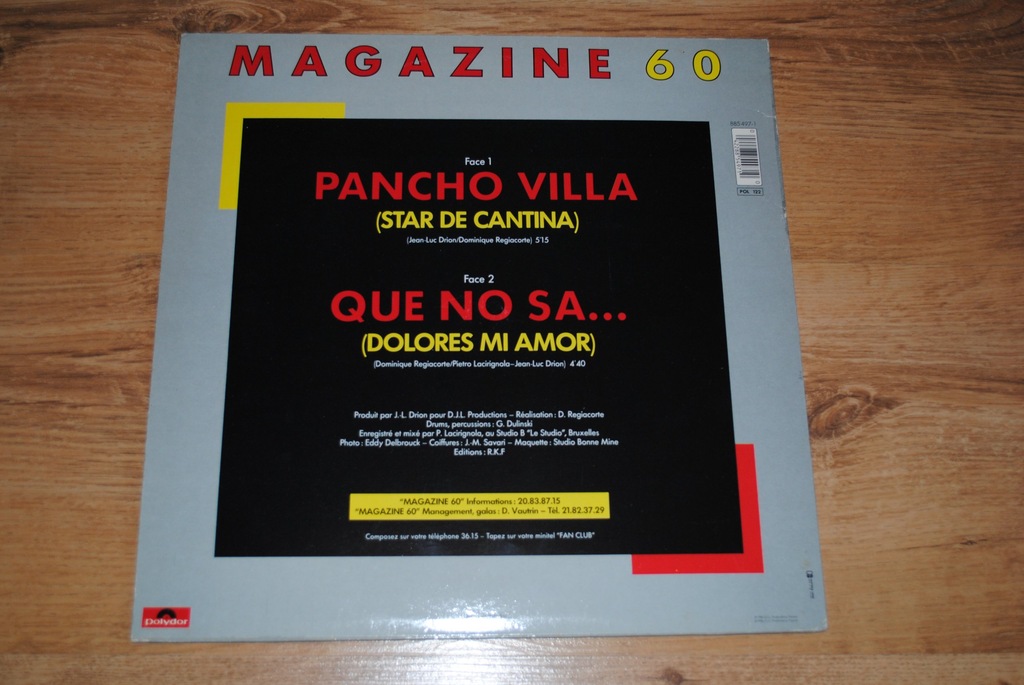 MAGAZINE 60
885 497-1
POL 122
Face 1
PANCHO VILLA
(STAR DE CANTINA)
(Jean-Luc Drion/Dominique Regiacorte) 5'15
Face 2
QUE NO SA...
(DOLORES MI AMOR)
(Dominique Regiacorte/Pietro Lacirignola–Jean-Luc Drion) 4'40
Produit par J.-L. Drion pour D.J.L. Productions – Réalisation : D. Regiacorte
Drums, percussions : G. Dulinski
Enregistré et mixé par P. Lacirignola, au Studio B "Le Studio", Bruxelles
Photo : Eddy Delbrouck – Coiffures : J.-M. Savari – Maquette : Studio Bonne Mine
Editions : R.K.F
"MAGAZINE 60" Informations : 20.83.87.15
"MAGAZINE 60" Management, galas : D. Vautrin – Tél. 21.82.37.29
Composez sur votre téléphone 36.15 – Tapez sur votre minitel "FAN CLUB"
polydor